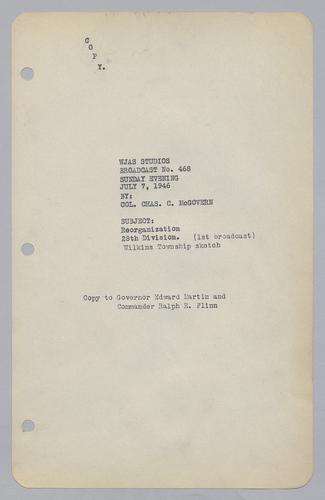 C
O
P
Y.
WJAS STUDIOS
BROADCAST No. 468
SUNDAY EVENING
JULY 7, 1946
BY:
COL. CHAS. C. McGOVERN
SUBJECT:
Reorganization
28th Division. (1st broadcast)
Wilkins Township sketch
Copy to Governor Edward Martin and
Commander Ralph E. Flinn